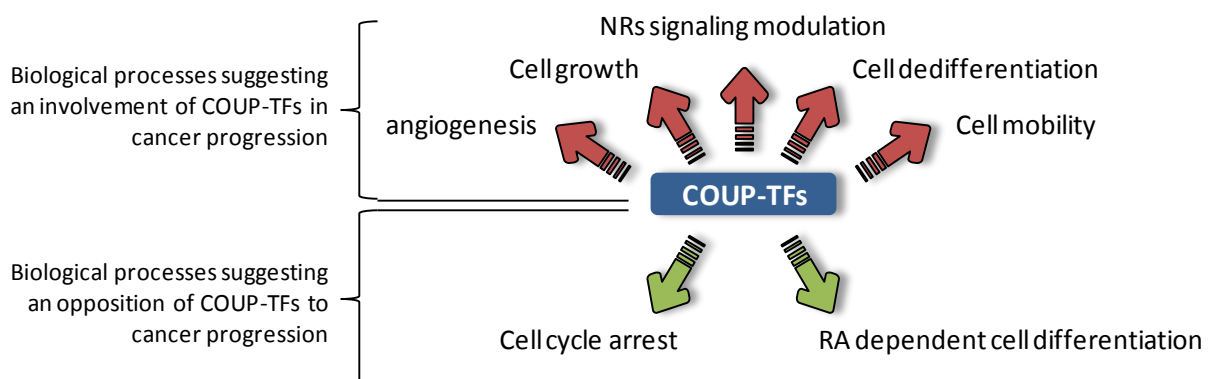 NRs signaling modulation
Cell growth
Cell dedifferentiation
angiogenesis
Cell mobility
Biological processes suggesting
an involvement of COUP-TFs in
cancer progression
COUP-TFs
Biological processes suggesting
an opposition of COUP-TFs to
cancer progression
Cell cycle arrest
RA dependent cell differentiation